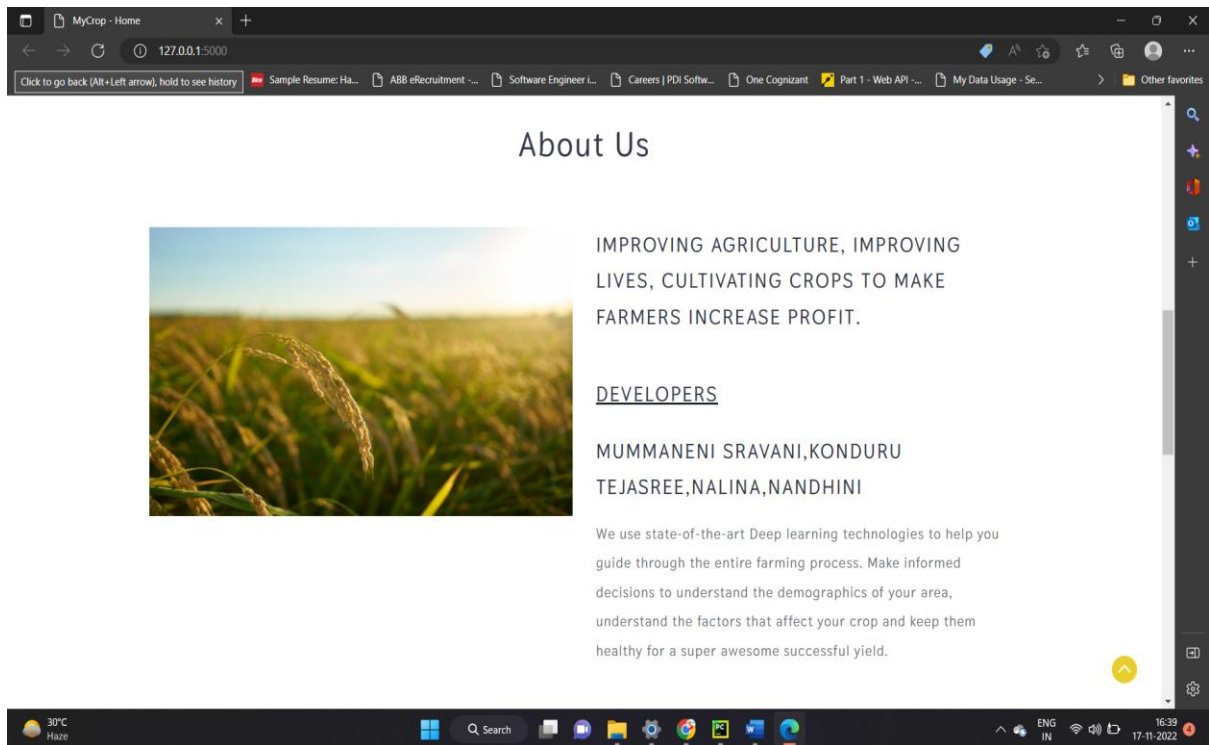 MyCrop - Home
127.0.0.1:5000
Click to go back (Alt+Left arrow), hold to see history
Sample Resume: Ha...
ABB eRecruitment -...
Software Engineer i...
Careers | PDI Softw...
One Cognizant
Part 1 - Web API -...
My Data Usage - Se...
Other favorites
About Us
IMPROVING AGRICULTURE, IMPROVING
LIVES, CULTIVATING CROPS TO MAKE
FARMERS INCREASE PROFIT.
DEVELOPERS
MUMMANENI SRAVANI,KONDURU
TEJASREE,NALINA,NANDHINI
We use state-of-the-art Deep learning technologies to help you
guide through the entire farming process. Make informed
decisions to understand the demographics of your area,
understand the factors that affect your crop and keep them
healthy for a super awesome successful yield.
30°C
Haze
Search
ENG
IN
16:39
17-11-2022
4